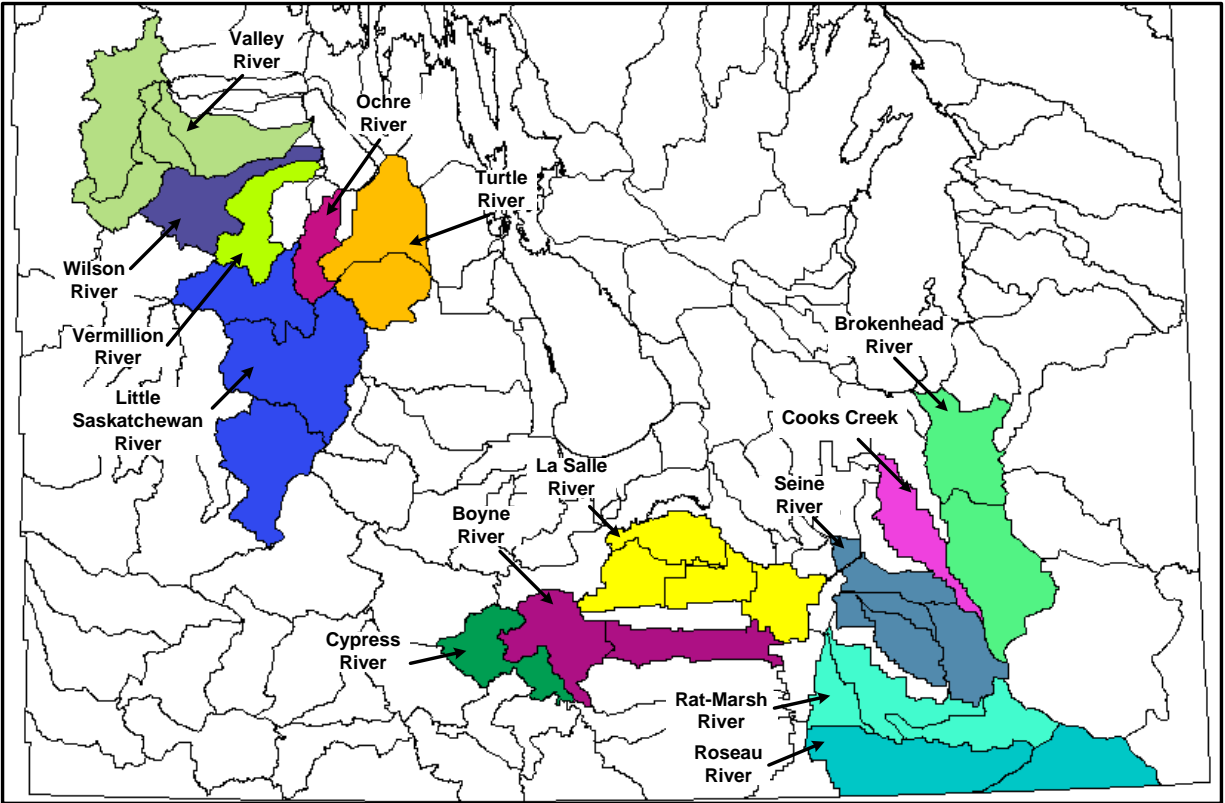 Valley
River
Ochre
River
Turtle
River
Wilson
River
Vermillion
River
Little
Saskatchewan
River
Brokenhead
River
Cooks Creek
La Salle
River
Seine
River
Boyne
River
Cypress
River
Rat-Marsh
River
Roseau
River